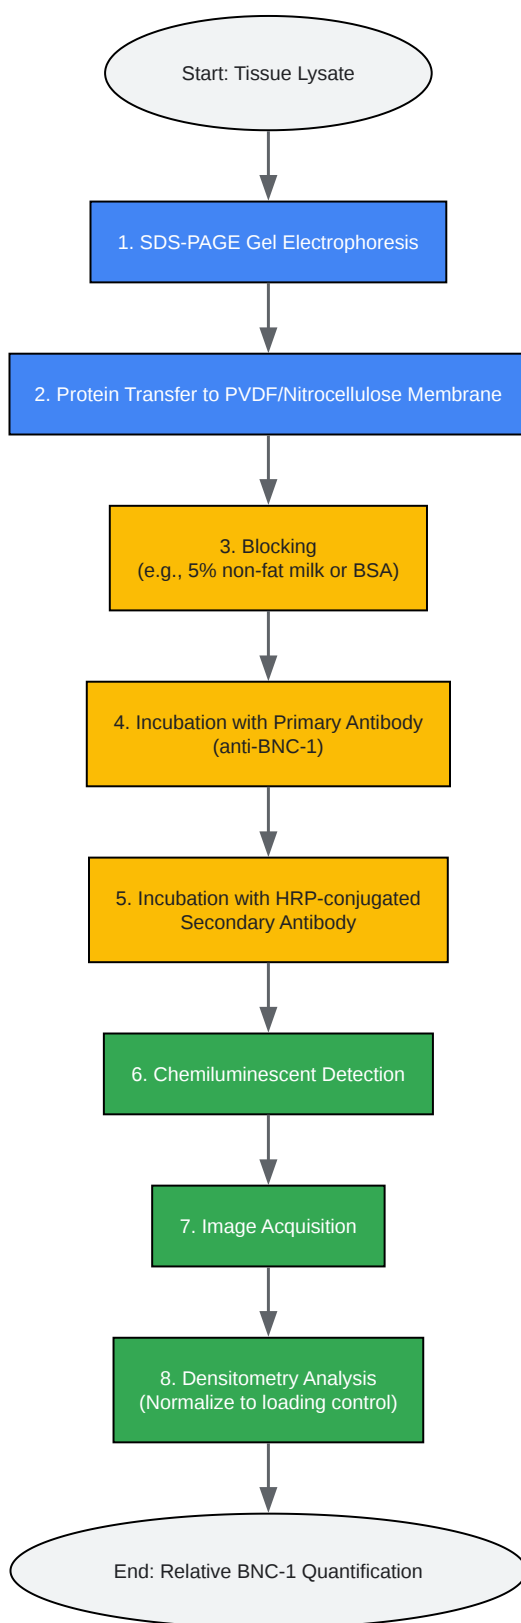 Start: Tissue Lysate
1. SDS-PAGE Gel Electrophoresis
2. Protein Transfer to PVDF/Nitrocellulose Membrane
3. Blocking
(e.g., 5% non-fat milk or BSA)
4. Incubation with Primary Antibody
(anti-BNC-1)
5. Incubation with HRP-conjugated
Secondary Antibody
6. Chemiluminescent Detection
7. Image Acquisition
8. Densitometry Analysis
(Normalize to loading control)
End: Relative BNC-1 Quantification